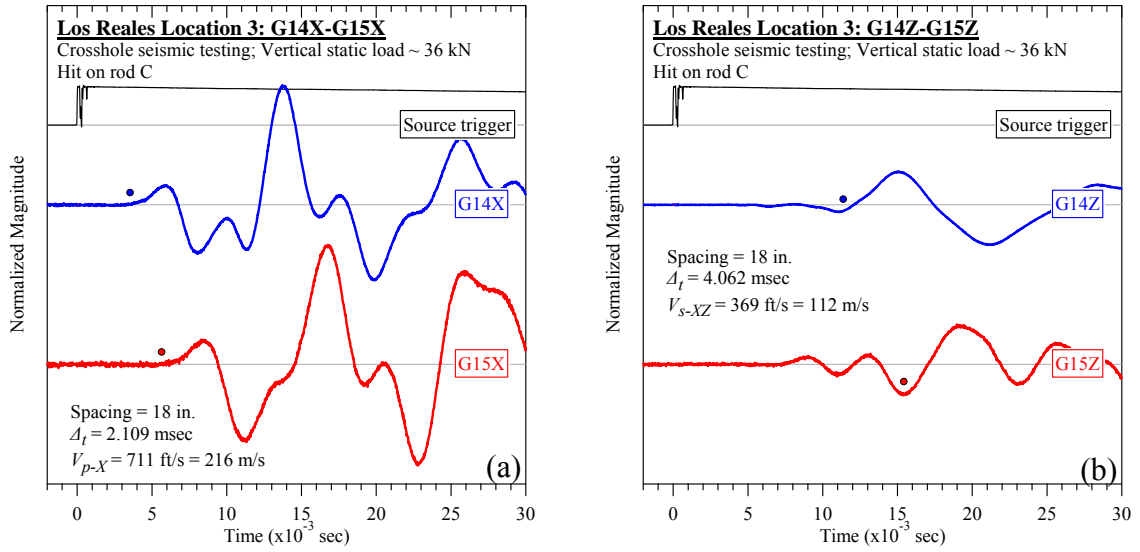 Los Reales Location 3: G14X-G15X
Crosshole seismic testing; Vertical static load ~ 36 kN
Hit on rod C
Source trigger
G14X
G15X
Spacing = 18 in.
Δt = 2.109 msec
Vp-X = 711 ft/s = 216 m/s
(a)
Normalized Magnitude
0 5 10 15 20 25 30
Time (x10-3 sec)
Los Reales Location 3: G14Z-G15Z
Crosshole seismic testing; Vertical static load ~ 36 kN
Hit on rod C
Source trigger
G14Z
Spacing = 18 in.
Δt = 4.062 msec
Vs-XZ = 369 ft/s = 112 m/s
G15Z
(b)
Normalized Magnitude
0 5 10 15 20 25 30
Time (x10-3 sec)